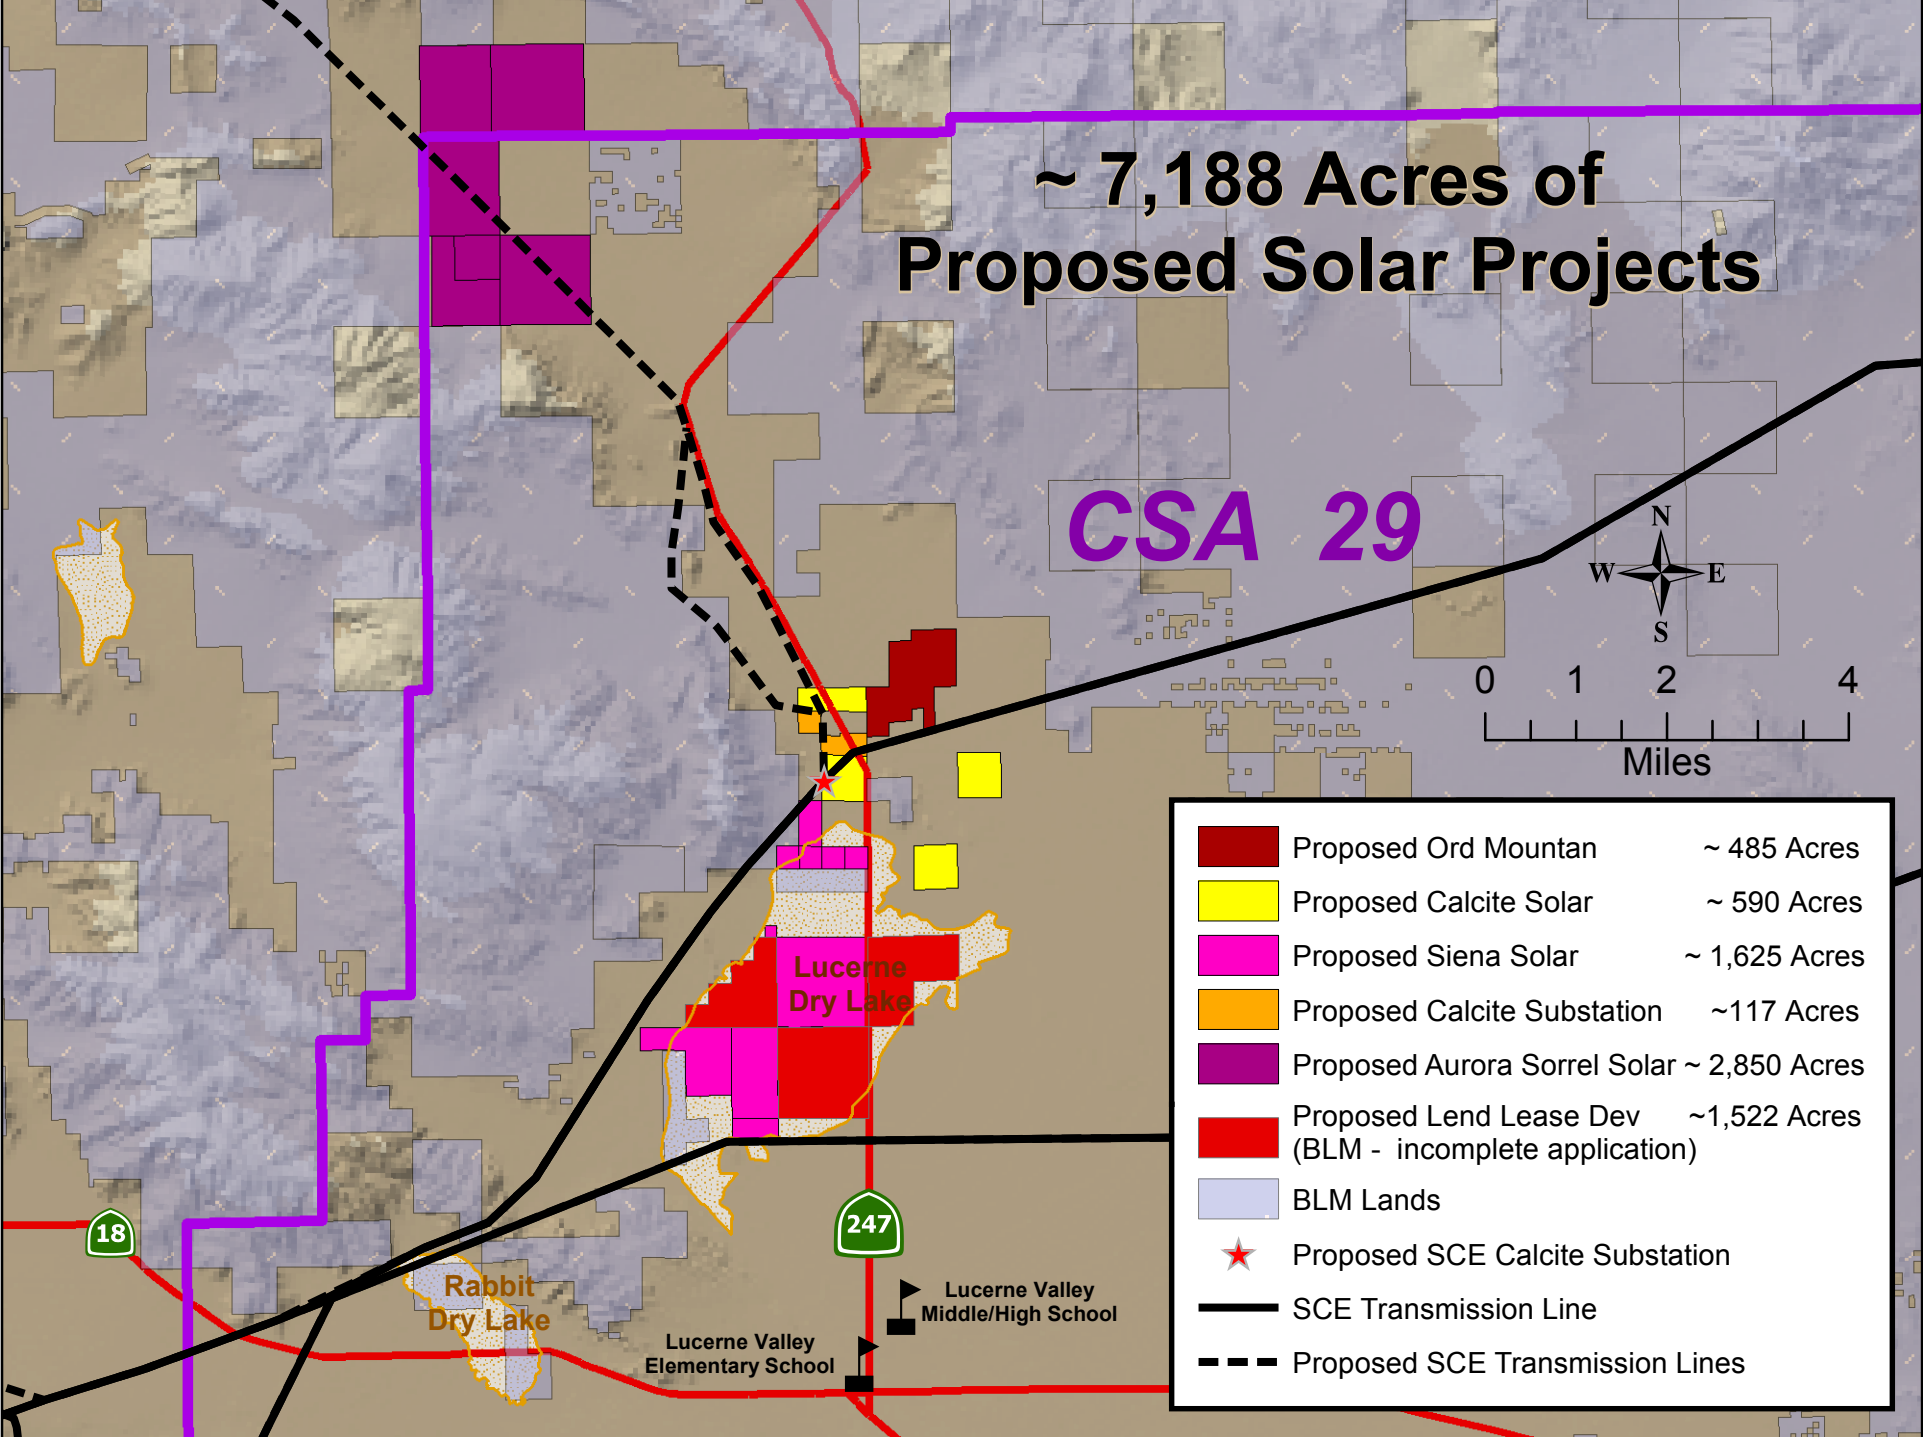 ~ 7,188 Acres of
Proposed Solar Projects
CSA 29
N
W E
S
0 1 2 4
Miles
Proposed Ord Mountan ~ 485 Acres
Proposed Calcite Solar ~ 590 Acres
Proposed Siena Solar ~ 1,625 Acres
Proposed Calcite Substation ~117 Acres
Proposed Aurora Sorrel Solar ~ 2,850 Acres
Proposed Lend Lease Dev ~1,522 Acres
(BLM - incomplete application)
BLM Lands
Proposed SCE Calcite Substation
SCE Transmission Line
Proposed SCE Transmission Lines
Lucerne
Dry Lake
18
247
Rabbit
Dry Lake
Lucerne Valley
Middle/High School
Lucerne Valley
Elementary School